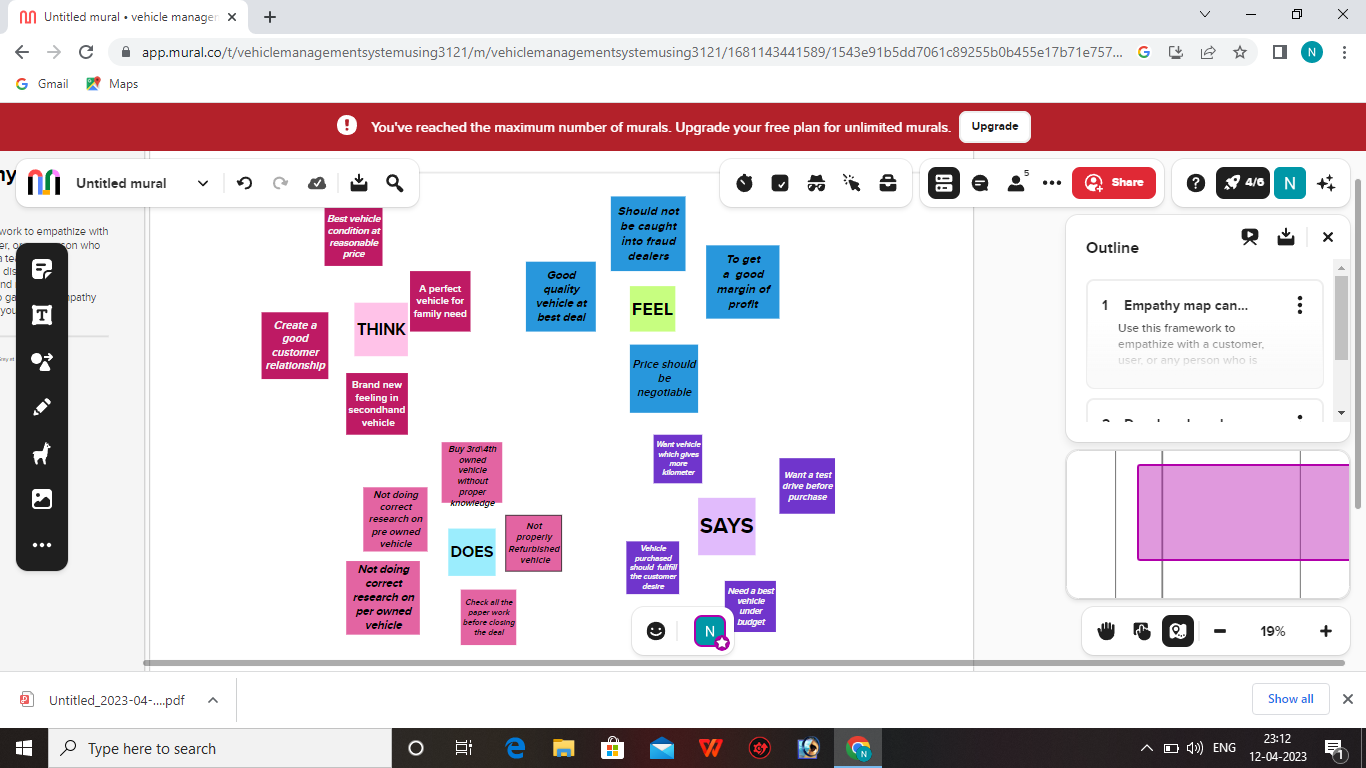 Untitled mural • vehicle manager
app.mural.co/t/vehiclemanagementsystemusing3121/m/vehiclemanagementsystemusing3121/1681143441589/1543e91b5dd7061c89255b0b455e17b71e757...
N
Gmail
Maps
You've reached the maximum number of murals. Upgrade your free plan for unlimited murals.
Upgrade
Untitled mural
5
Share
4/6
N
work to empathize with
Best vehicle
condition at
reasonable
price
A perfect
vehicle for
family need
THINK
Create a
good
customer
relationship
Brand new
feeling in
secondhand
vehicle
Should not
be caught
into fraud
dealers
Good
quality
vehicle at
best deal
To get
a good
margin of
profit
FEEL
Price should
be
negotiable
Buy 3rd\4th
owned
vehicle
without
proper
knowledge
Not doing
correct
research on
pre owned
vehicle
DOES
Not
properly
Refurbished
vehicle
Not doing
correct
research on
per owned
vehicle
Check all the
paper work
before closing
the deal
Want vehicle
which gives
more
kilometer
Want a test
drive before
purchase
SAYS
Vehicle
purchased
should fullfill
the customer
desire
Need a best
vehicle
under
budget
N
Outline
1 Empathy map can...
Use this framework to
empathize with a customer,
user, or any person who is
19%
Untitled_2023-04-....pdf
Show all
Type here to search
ENG
23:12
12-04-2023
1